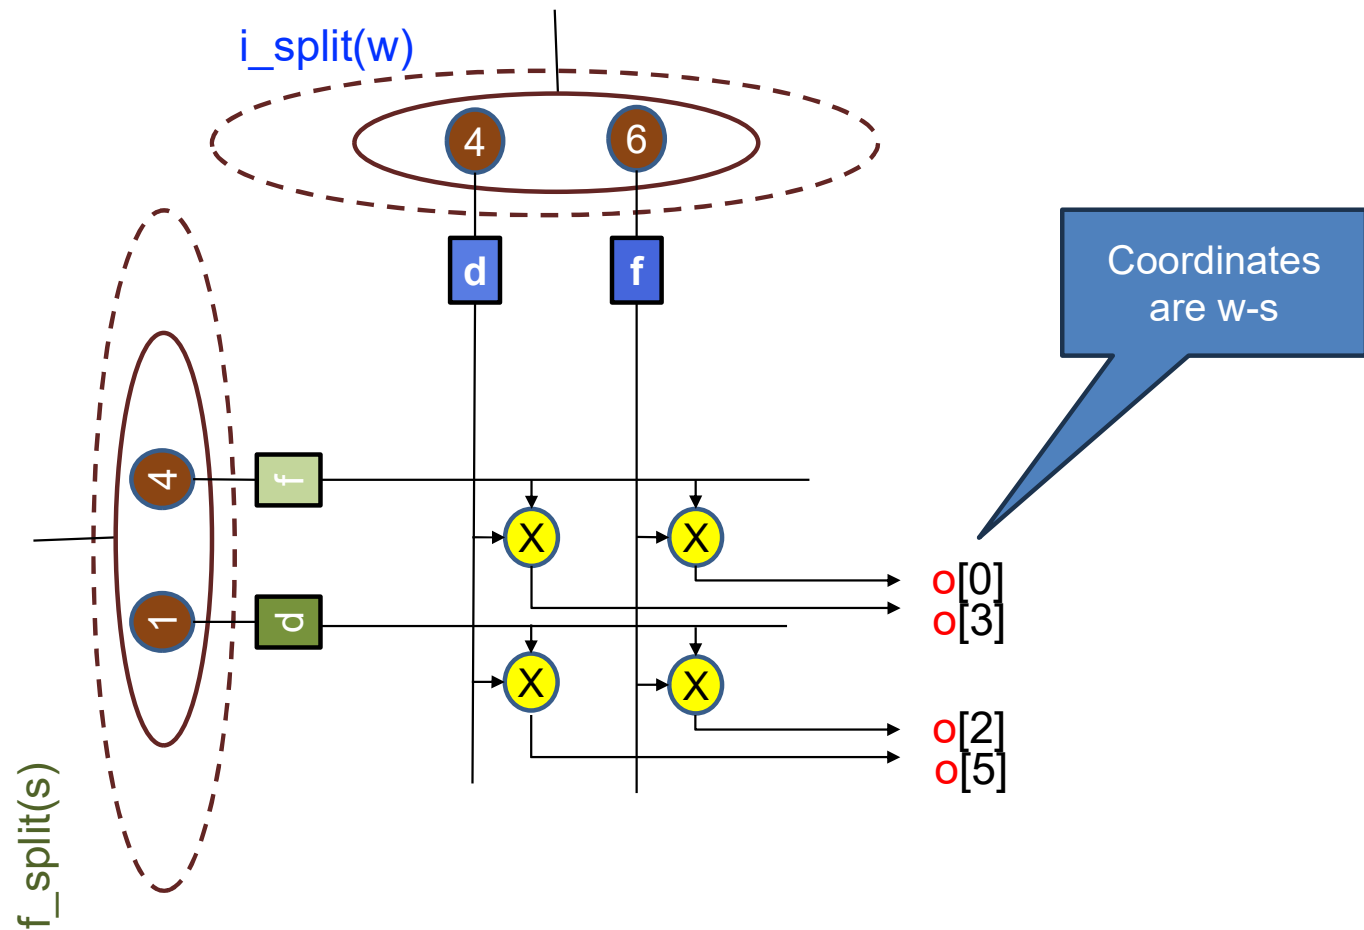 i_split(w)
4
6
d
f
Coordinates
are w-s
4
f
X
X
o[0]
o[3]
1
d
X
X
o[2]
o[5]
f_split(s)